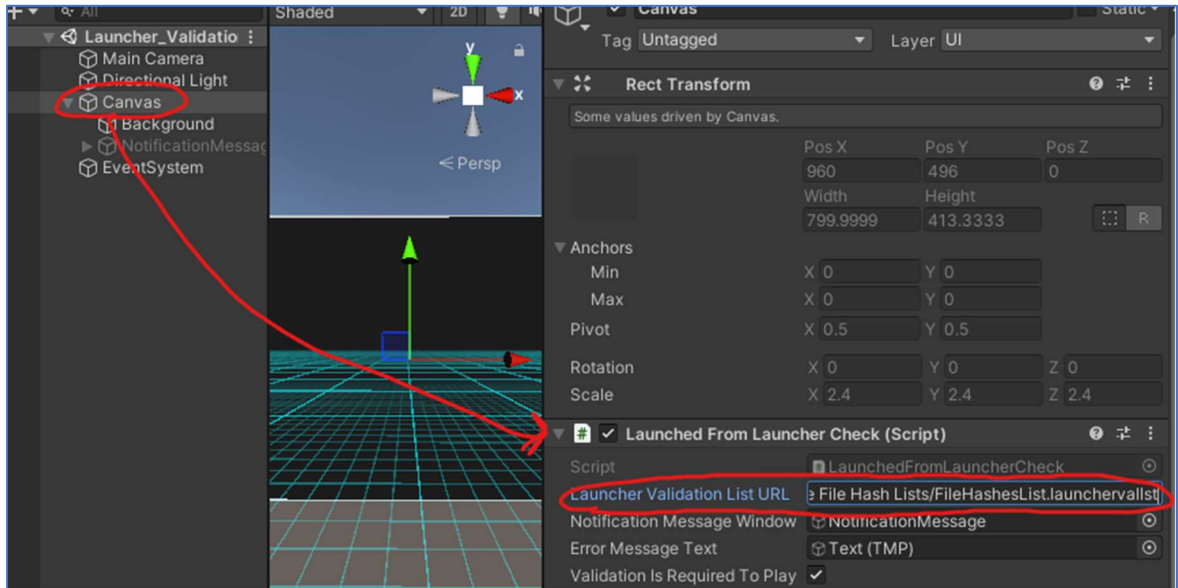 All
Launcher_Validatio
Main Camera
Directional Light
Canvas
Background
NotificationMessag
EventSystem
Shaded
2D
y
x
Persp
Canvas
Static
Tag Untagged Layer UI
Rect Transform
Some values driven by Canvas.
Pos X Pos Y Pos Z
960 496 0
Width Height
799.9999 413.3333
R
Anchors
Min X 0 Y 0
Max X 0 Y 0
Pivot X 0.5 Y 0.5
Rotation X 0 Y 0 Z 0
Scale X 2.4 Y 2.4 Z 2.4
# Launched From Launcher Check (Script)
Script LaunchedFromLauncherCheck
Launcher Validation List URL File Hash Lists/FileHashesList.launchervallst
Notification Message Window NotificationMessage
Error Message Text Text (TMP)
Validation Is Required To Play